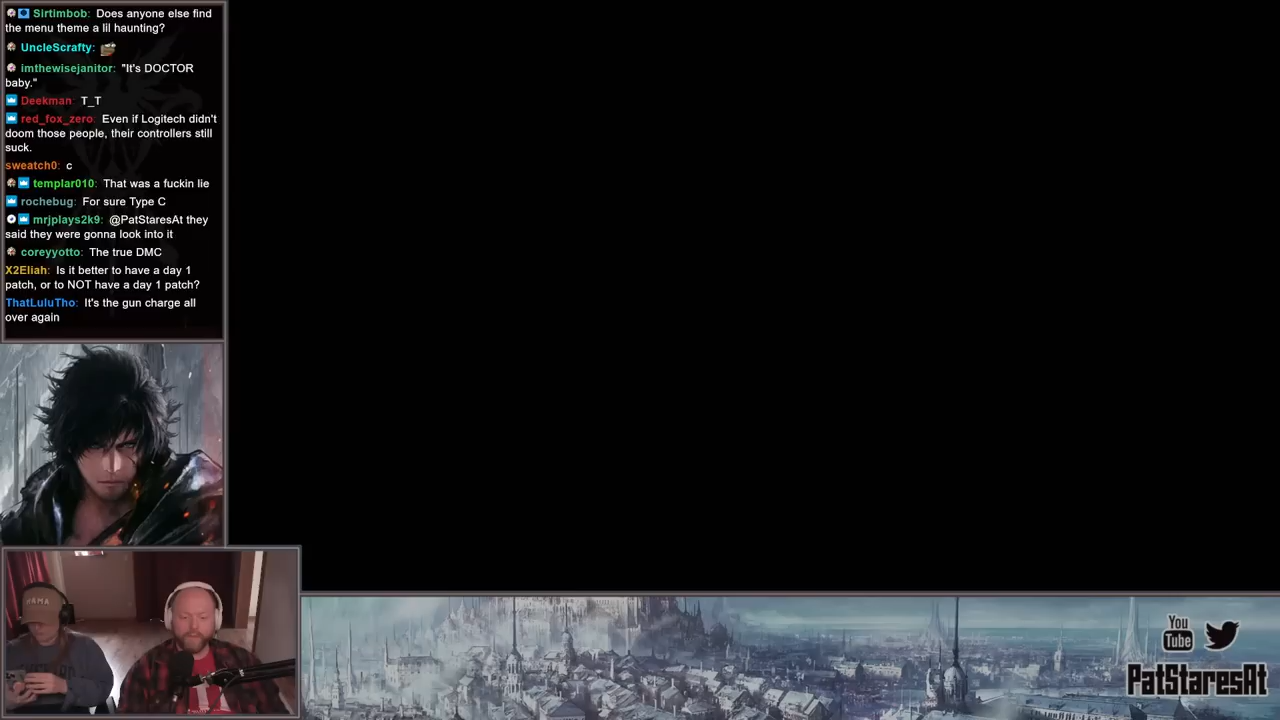 Sirtimbob: Does anyone else find
the menu theme a lil haunting?
UncleScrafty:
imthewisejanitor: "It's DOCTOR
baby."
Deekman: T_T
red_fox_zero: Even if Logitech didn't
doom those people, their controllers still
suck.
sweatch0: c
templar010: That was a fuckin lie
rochebug: For sure Type C
mrjplays2k9: @PatStaresAt they
said they were gonna look into it
coreyyotto: The true DMC
X2Eliah: Is it better to have a day 1
patch, or to NOT have a day 1 patch?
ThatLuluTho: It's the gun charge all
over again
You
Tube
PatStaresAt